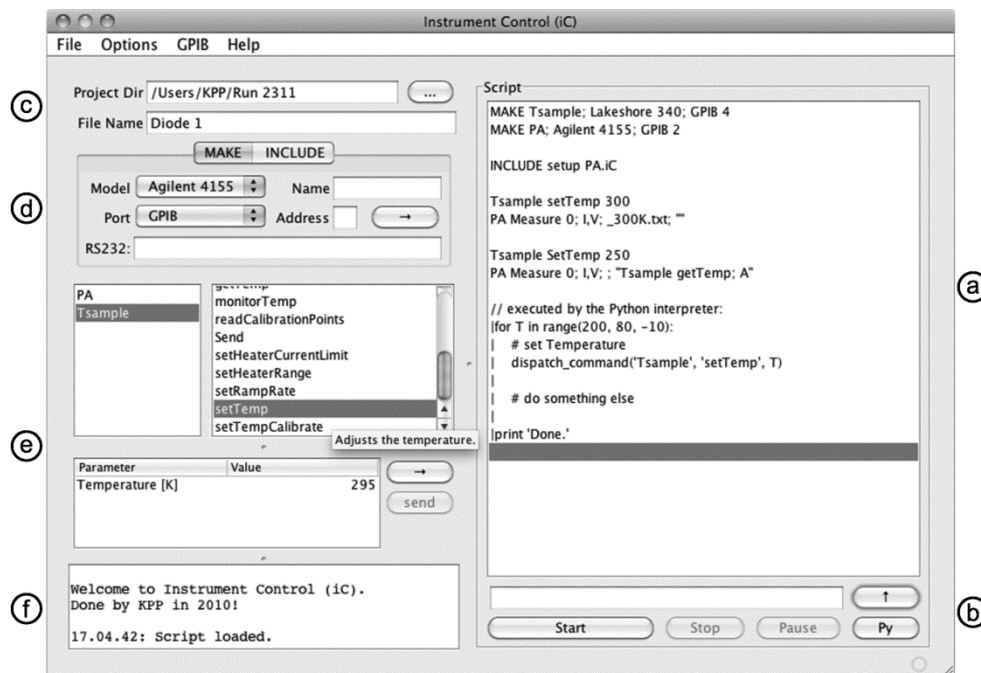 Instrument Control (iC)
File Options GPIB Help
c
Project Dir /Users/KPP/Run 2311 ...
File Name Diode 1
MAKE INCLUDE
d
Model Agilent 4155 Name
Port GPIB Address →
RS232:
PA
Tsample
getTemp
monitorTemp
readCalibrationPoints
Send
setHeaterCurrentLimit
setHeaterRange
setRampRate
setTemp
setTempCalibrate
Adjusts the temperature.
e
Parameter Value
Temperature [K] 295
→
send
f
Welcome to Instrument Control (iC).
Done by KPP in 2010!
17.04.42: Script loaded.
Script
MAKE Tsample; Lakeshore 340; GPIB 4
MAKE PA; Agilent 4155; GPIB 2
INCLUDE setup PA.iC
Tsample setTemp 300
PA Measure 0; I,V; _300K.txt; ""
Tsample SetTemp 250
PA Measure 0; I,V; ; "Tsample getTemp; A"
// executed by the Python interpreter:
|for T in range(200, 80, -10):
|    # set Temperature
|    dispatch_command('Tsample', 'setTemp', T)
|
|    # do something else
|
|print 'Done.'
a
↑
Start Stop Pause Py
b